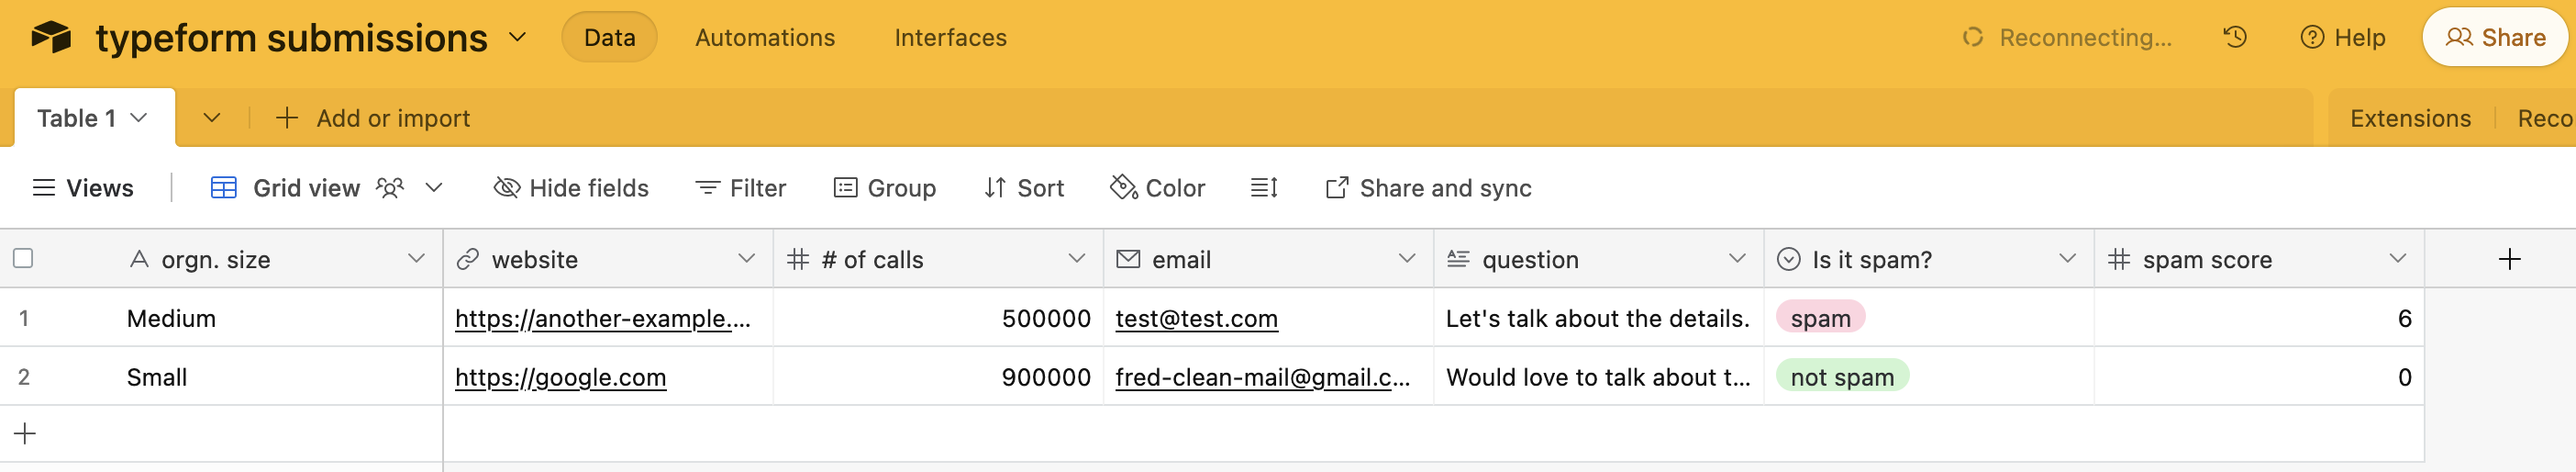 typeform submissions Data Automations Interfaces Reconnecting... Help Share
Table 1 Add or import Extensions Reco
Views Grid view Hide fields Filter Group Sort Color Share and sync
orgn. size website # of calls email question Is it spam? spam score
1 Medium https://another-example.... 500000 test@test.com Let's talk about the details. spam 6
2 Small https://google.com 900000 fred-clean-mail@gmail.c... Would love to talk about t... not spam 0